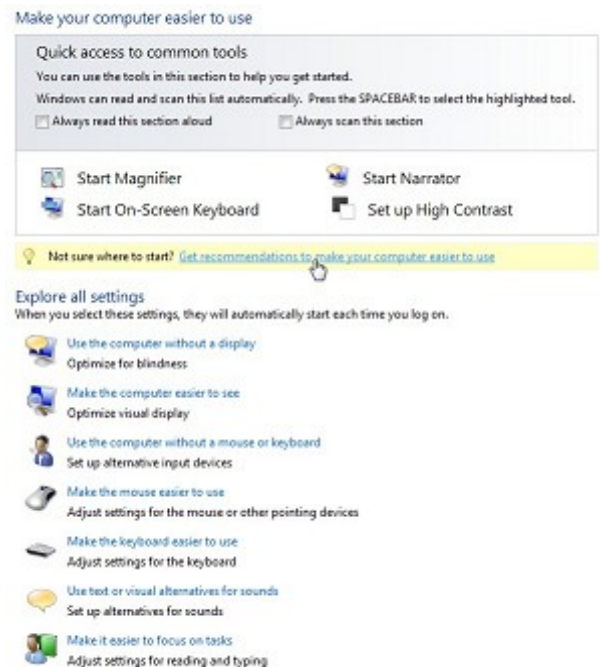 Make your computer easier to use
Quick access to common tools
You can use the tools in this section to help you get started.
Windows can read and scan this list automatically. Press the SPACEBAR to select the highlighted tool.
Always read this section aloud
Always scan this section
Start Magnifier
Start Narrator
Start On-Screen Keyboard
Set up High Contrast
Not sure where to start? Get recommendations to make your computer easier to use
Explore all settings
When you select these settings, they will automatically start each time you log on.
Use the computer without a display
Optimize for blindness
Make the computer easier to see
Optimize visual display
Use the computer without a mouse or keyboard
Set up alternative input devices
Make the mouse easier to use
Adjust settings for the mouse or other pointing devices
Make the keyboard easier to use
Adjust settings for the keyboard
Use text or visual alternatives for sounds
Set up alternatives for sounds
Make it easier to focus on tasks
Adjust settings for reading and typing